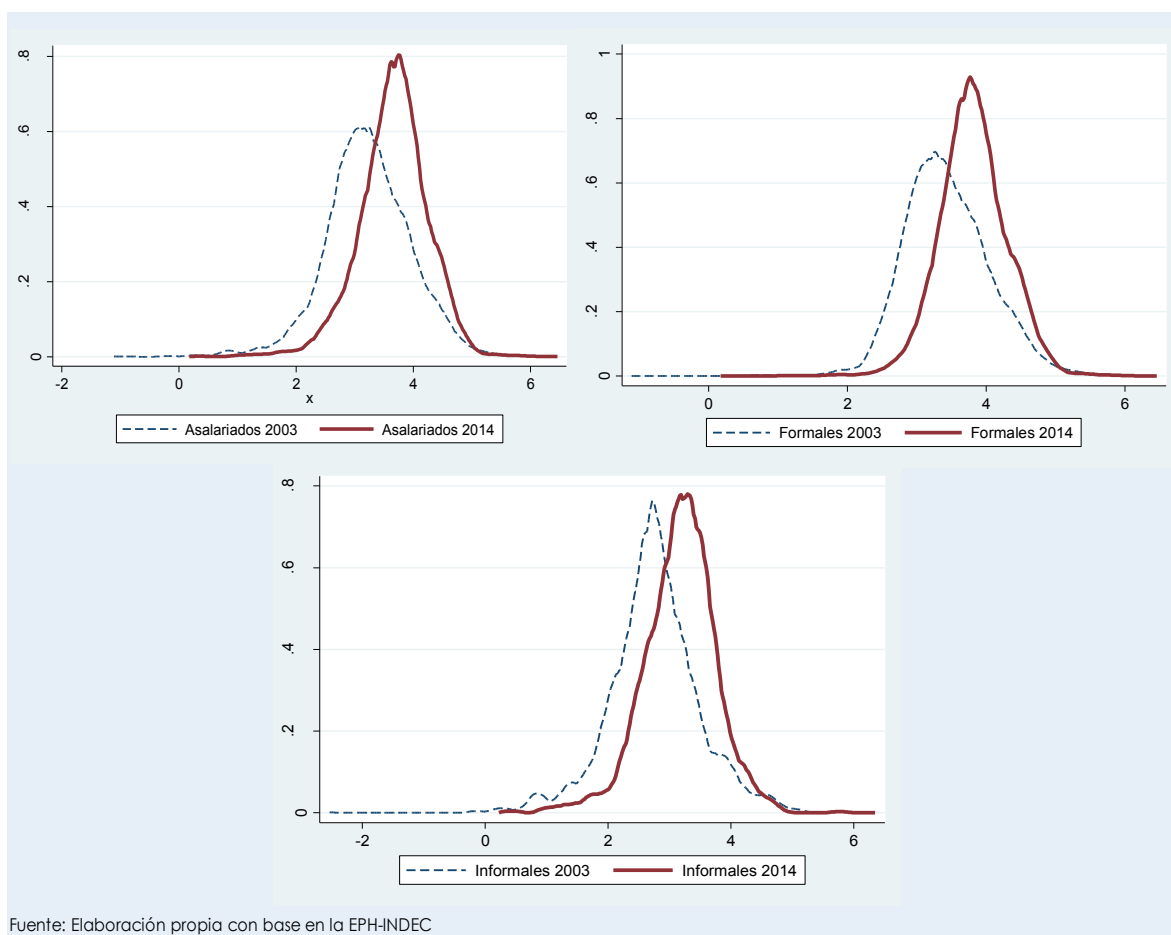 0 .2 .4 .6 .8
-2 0 2 4 6
x
Asalariados 2003 Asalariados 2014
0 .2 .4 .6 .8 1
0 2 4 6
Formales 2003 Formales 2014
0 .2 .4 .6 .8
-2 0 2 4 6
Informales 2003 Informales 2014
Fuente: Elaboración propia con base en la EPH-INDEC